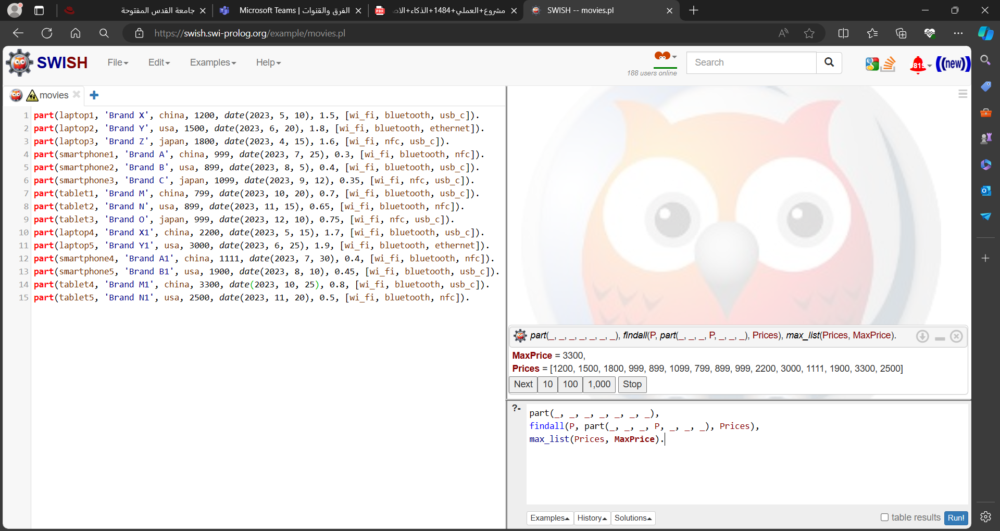 جامعة القدس المفتوحة
Microsoft Teams | الفرق والقنوات
مشروع+العملي+1484+الذكاء+الاص
SWISH -- movies.pl
https://swish.swi-prolog.org/example/movies.pl
SWISH
File
Edit
Examples
Help
188 users online
Search
819
((new))
movies
1 part(laptop1, 'Brand X', china, 1200, date(2023, 5, 10), 1.5, [wi_fi, bluetooth, usb_c]).
2 part(laptop2, 'Brand Y', usa, 1500, date(2023, 6, 20), 1.8, [wi_fi, bluetooth, ethernet]).
3 part(laptop3, 'Brand Z', japan, 1800, date(2023, 4, 15), 1.6, [wi_fi, nfc, usb_c]).
4 part(smartphone1, 'Brand A', china, 999, date(2023, 7, 25), 0.3, [wi_fi, bluetooth, nfc]).
5 part(smartphone2, 'Brand B', usa, 899, date(2023, 8, 5), 0.4, [wi_fi, bluetooth, usb_c]).
6 part(smartphone3, 'Brand C', japan, 1099, date(2023, 9, 12), 0.35, [wi_fi, nfc, usb_c]).
7 part(tablet1, 'Brand M', china, 799, date(2023, 10, 20), 0.7, [wi_fi, bluetooth, usb_c]).
8 part(tablet2, 'Brand N', usa, 899, date(2023, 11, 15), 0.65, [wi_fi, bluetooth, nfc]).
9 part(tablet3, 'Brand O', japan, 999, date(2023, 12, 10), 0.75, [wi_fi, nfc, usb_c]).
10 part(laptop4, 'Brand X1', china, 2200, date(2023, 5, 15), 1.7, [wi_fi, bluetooth, usb_c]).
11 part(laptop5, 'Brand Y1', usa, 3000, date(2023, 6, 25), 1.9, [wi_fi, bluetooth, ethernet]).
12 part(smartphone4, 'Brand A1', china, 1111, date(2023, 7, 30), 0.4, [wi_fi, bluetooth, nfc]).
13 part(smartphone5, 'Brand B1', usa, 1900, date(2023, 8, 10), 0.45, [wi_fi, bluetooth, usb_c]).
14 part(tablet4, 'Brand M1', china, 3300, date(2023, 10, 25), 0.8, [wi_fi, bluetooth, usb_c]).
15 part(tablet5, 'Brand N1', usa, 2500, date(2023, 11, 20), 0.5, [wi_fi, bluetooth, nfc]).
part(_, _, _, _, _, _, _), findall(P, part(_, _, _, P, _, _, _), Prices), max_list(Prices, MaxPrice).
MaxPrice = 3300,
Prices = [1200, 1500, 1800, 999, 899, 1099, 799, 899, 999, 2200, 3000, 1111, 1900, 3300, 2500]
Next 10 100 1,000 Stop
?- part(_, _, _, _, _, _, _),
findall(P, part(_, _, _, P, _, _, _), Prices),
max_list(Prices, MaxPrice).
Examples History Solutions
table results Run!